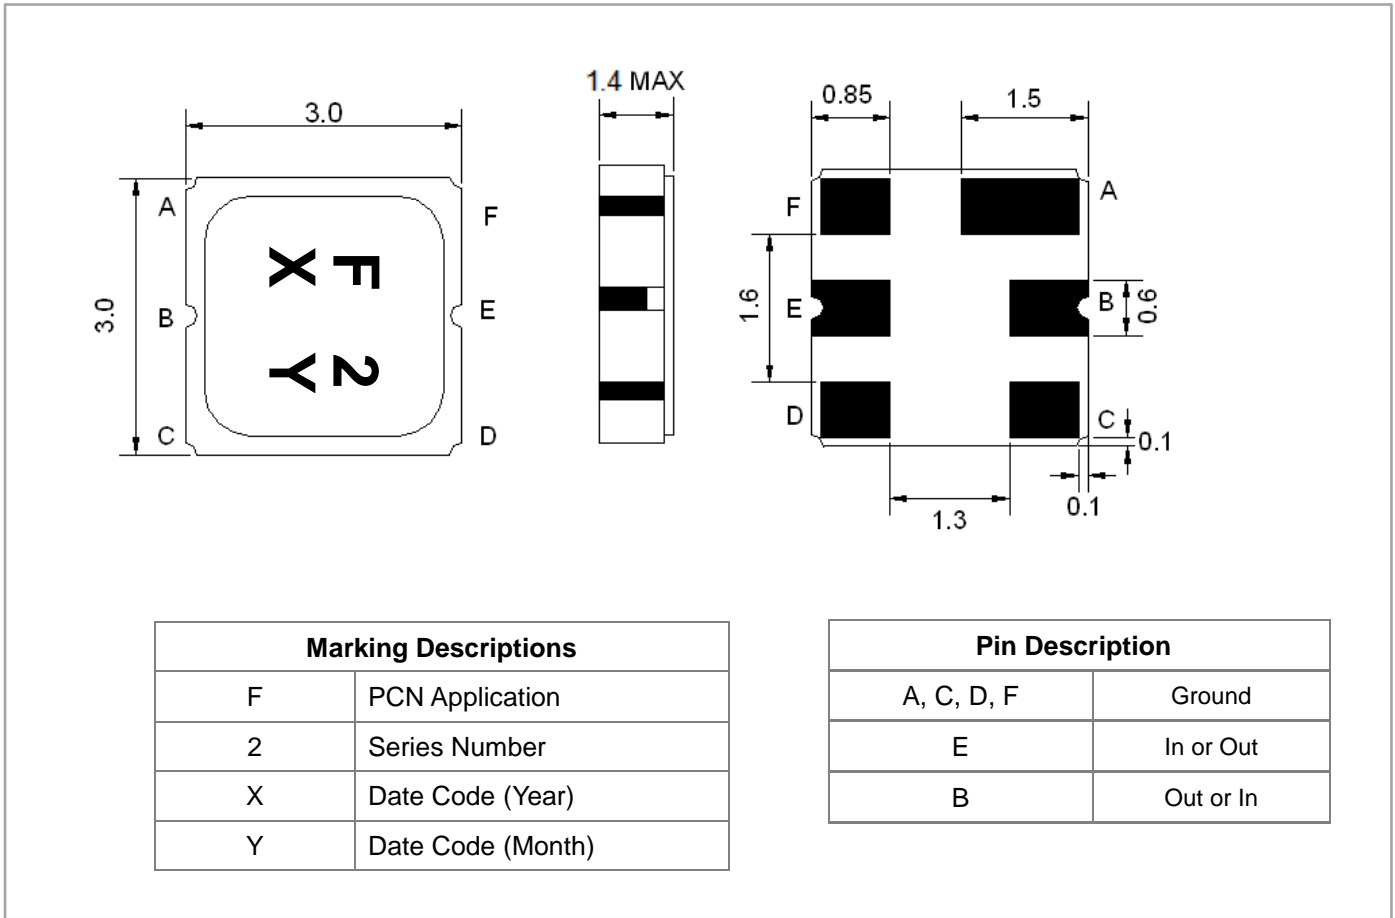 1.4 MAX
3.0
0.85
1.5
A
F
F
A
F
X
3.0
B
E
1.6
E
B
0.6
2
Y
C
D
D
C
0.1
0.1
1.3
Marking Descriptions
F PCN Application
2 Series Number
X Date Code (Year)
Y Date Code (Month)
Pin Description
A, C, D, F Ground
E In or Out
B Out or In